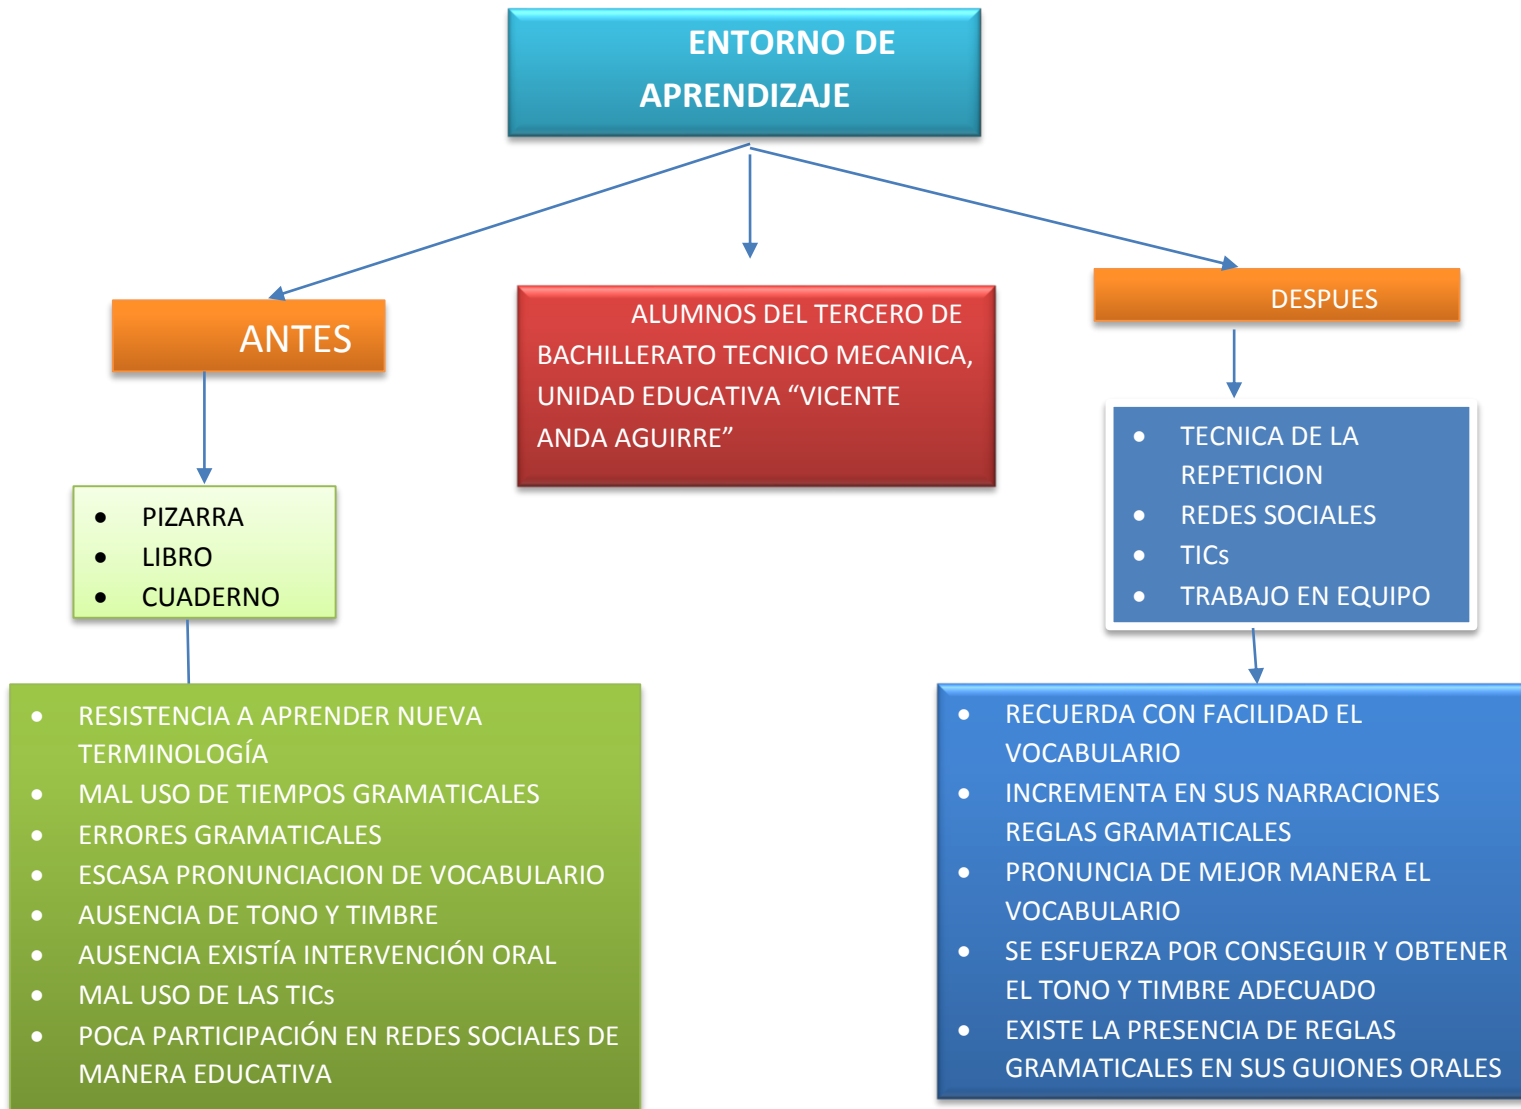 ENTORNO DE
APRENDIZAJE
ANTES
ALUMNOS DEL TERCERO DE
BACHILLERATO TECNICO MECANICA,
UNIDAD EDUCATIVA “VICENTE
ANDA AGUIRRE”
DESPUES
• PIZARRA
• LIBRO
• CUADERNO
• TECNICA DE LA
REPETICION
• REDES SOCIALES
• TICs
• TRABAJO EN EQUIPO
• RESISTENCIA A APRENDER NUEVA
TERMINOLOGÍA
• MAL USO DE TIEMPOS GRAMATICALES
• ERRORES GRAMATICALES
• ESCASA PRONUNCIACION DE VOCABULARIO
• AUSENCIA DE TONO Y TIMBRE
• AUSENCIA EXISTÍA INTERVENCIÓN ORAL
• MAL USO DE LAS TICs
• POCA PARTICIPACIÓN EN REDES SOCIALES DE
MANERA EDUCATIVA
• RECUERDA CON FACILIDAD EL
VOCABULARIO
• INCREMENTA EN SUS NARRACIONES
REGLAS GRAMATICALES
• PRONUNCIA DE MEJOR MANERA EL
VOCABULARIO
• SE ESFUERZA POR CONSEGUIR Y OBTENER
EL TONO Y TIMBRE ADECUADO
• EXISTE LA PRESENCIA DE REGLAS
GRAMATICALES EN SUS GUIONES ORALES